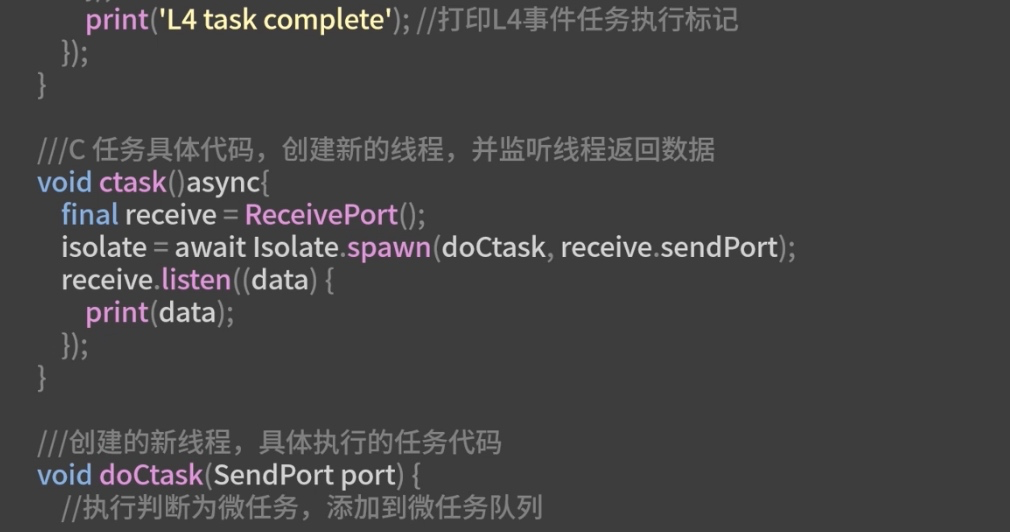 print('L4 task complete'); //打印L4事件任务执行标记
});
}
///C 任务具体代码，创建新的线程，并监听线程返回数据
void ctask()async{
final receive = ReceivePort();
isolate = await Isolate.spawn(doCtask, receive.sendPort);
receive.listen((data) {
print(data);
});
}
///创建的新线程，具体执行的任务代码
void doCtask(SendPort port) {
//执行判断为微任务，添加到微任务队列